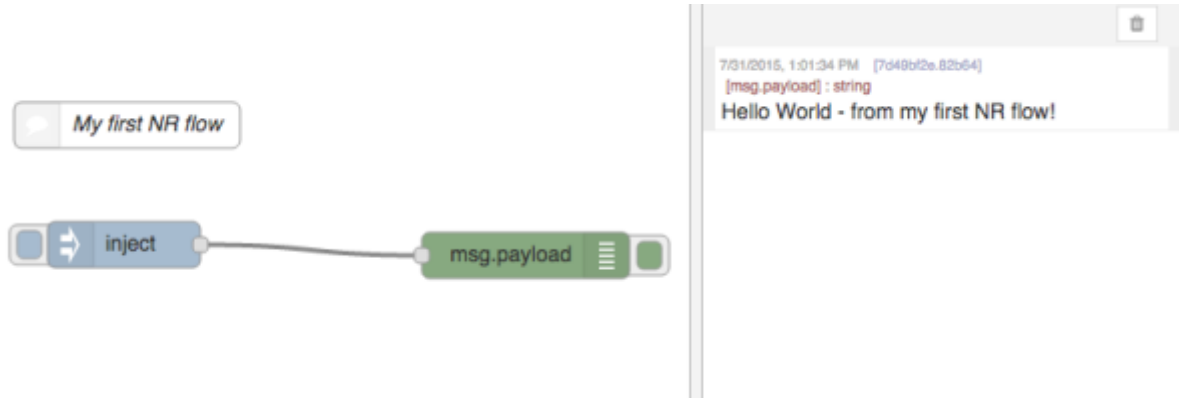 My first NR flow
inject
msg.payload
7/31/2015, 1:01:34 PM [7d49bf2e.82b64]
[msg.payload] : string
Hello World - from my first NR flow!